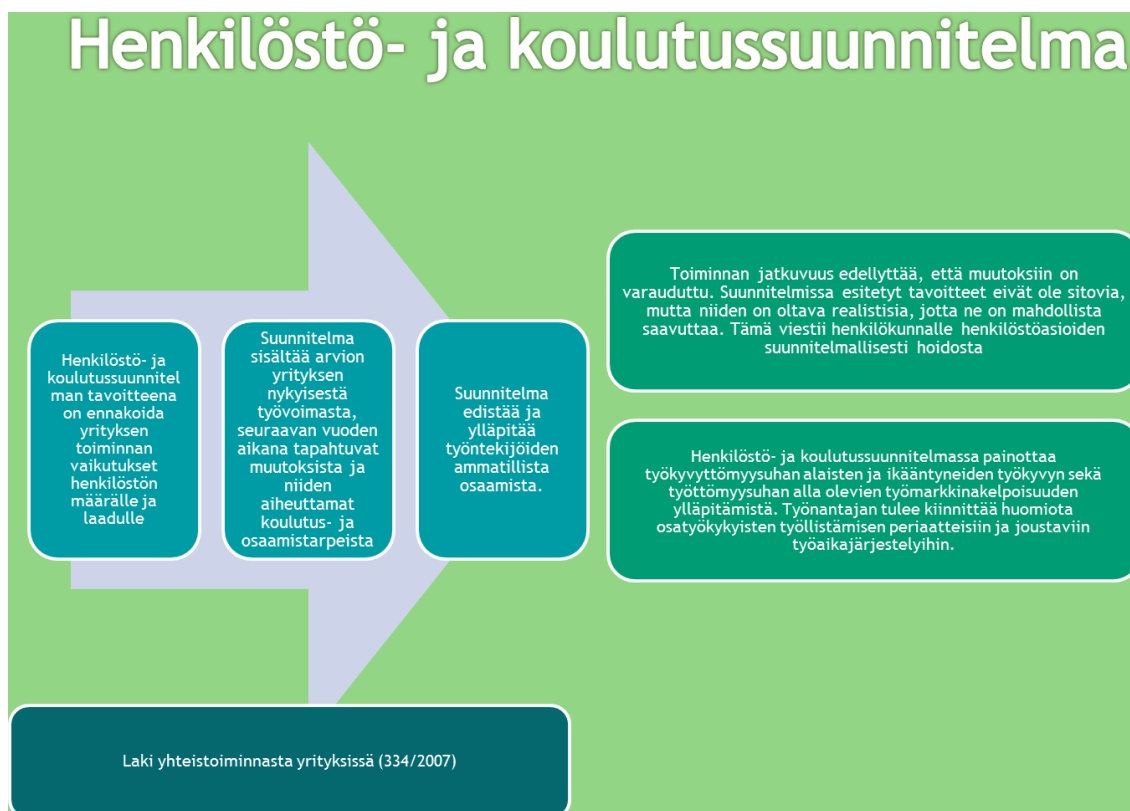 Henkilöstö- ja koulutussuunnitelma
Henkilöstö- ja
koulutussuunnitel
man tavoitteena
on ennakoida
yrityksen
toiminnan
vaikutukset
henkilöstön
määrälle ja
laadulle
Suunnitelma
sisältää arvion
yrityksen
nykyisestä
työvoimasta,
seuraavan vuoden
aikana tapahtuvat
muutoksista ja
niiden
aiheuttamat
koulutus- ja
osaamistarpeista
Suunnitelma
edistää ja
ylläpitää
työntekijöiden
ammatillista
osaamista.
Toiminnan jatkuvuus edellyttää, että muutoksiin on
varauduttu. Suunnitelmissa esitetyt tavoitteet eivät ole sitovia,
mutta niiden on oltava realistisia, jotta ne on mahdollista
saavuttaa. Tämä viestii henkilökunnalle henkilöstöasioiden
suunnitelmallisesti hoidosta
Henkilöstö- ja koulutussuunnitelmassa painottaa
työkyvyttömyysuhan alaisten ja ikääntyneiden työkyvyn sekä
työttömyysuhan alla olevien työmarkkinakelpoisuuden
ylläpitämistä. Työnantajan tulee kiinnittää huomiota
osatyökykyisten työllistämisen periaatteisiin ja joustaviin
työaikajärjestelyihin.
Laki yhteistoiminnasta yrityksissä (334/2007)